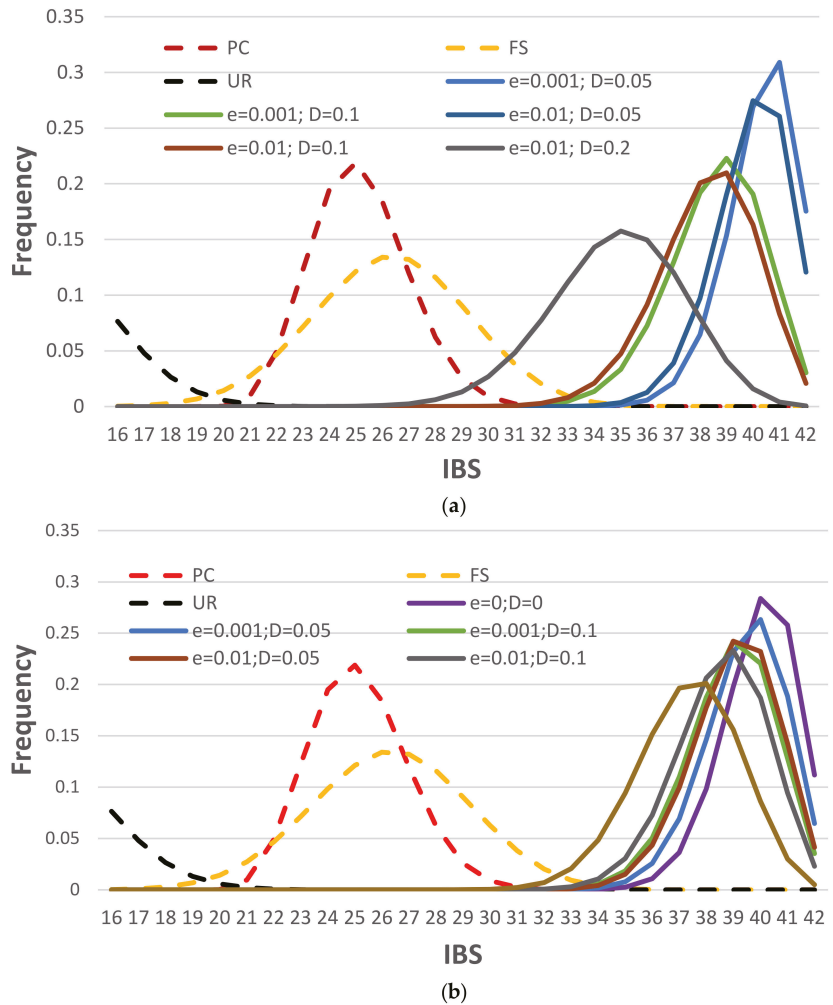 0.35
0.3
0.25
0.2
0.15
0.1
0.05
0
Frequency
PC FS
UR e=0.001; D=0.05
e=0.001; D=0.1 e=0.01; D=0.05
e=0.01; D=0.1 e=0.01; D=0.2
16 17 18 19 20 21 22 23 24 25 26 27 28 29 30 31 32 33 34 35 36 37 38 39 40 41 42
IBS
(a)
0.35
0.3
0.25
0.2
0.15
0.1
0.05
0
Frequency
PC FS
UR e=0;D=0
e=0.001;D=0.05 e=0.001;D=0.1
e=0.01;D=0.05 e=0.01;D=0.1
16 17 18 19 20 21 22 23 24 25 26 27 28 29 30 31 32 33 34 35 36 37 38 39 40 41 42
IBS
(b)